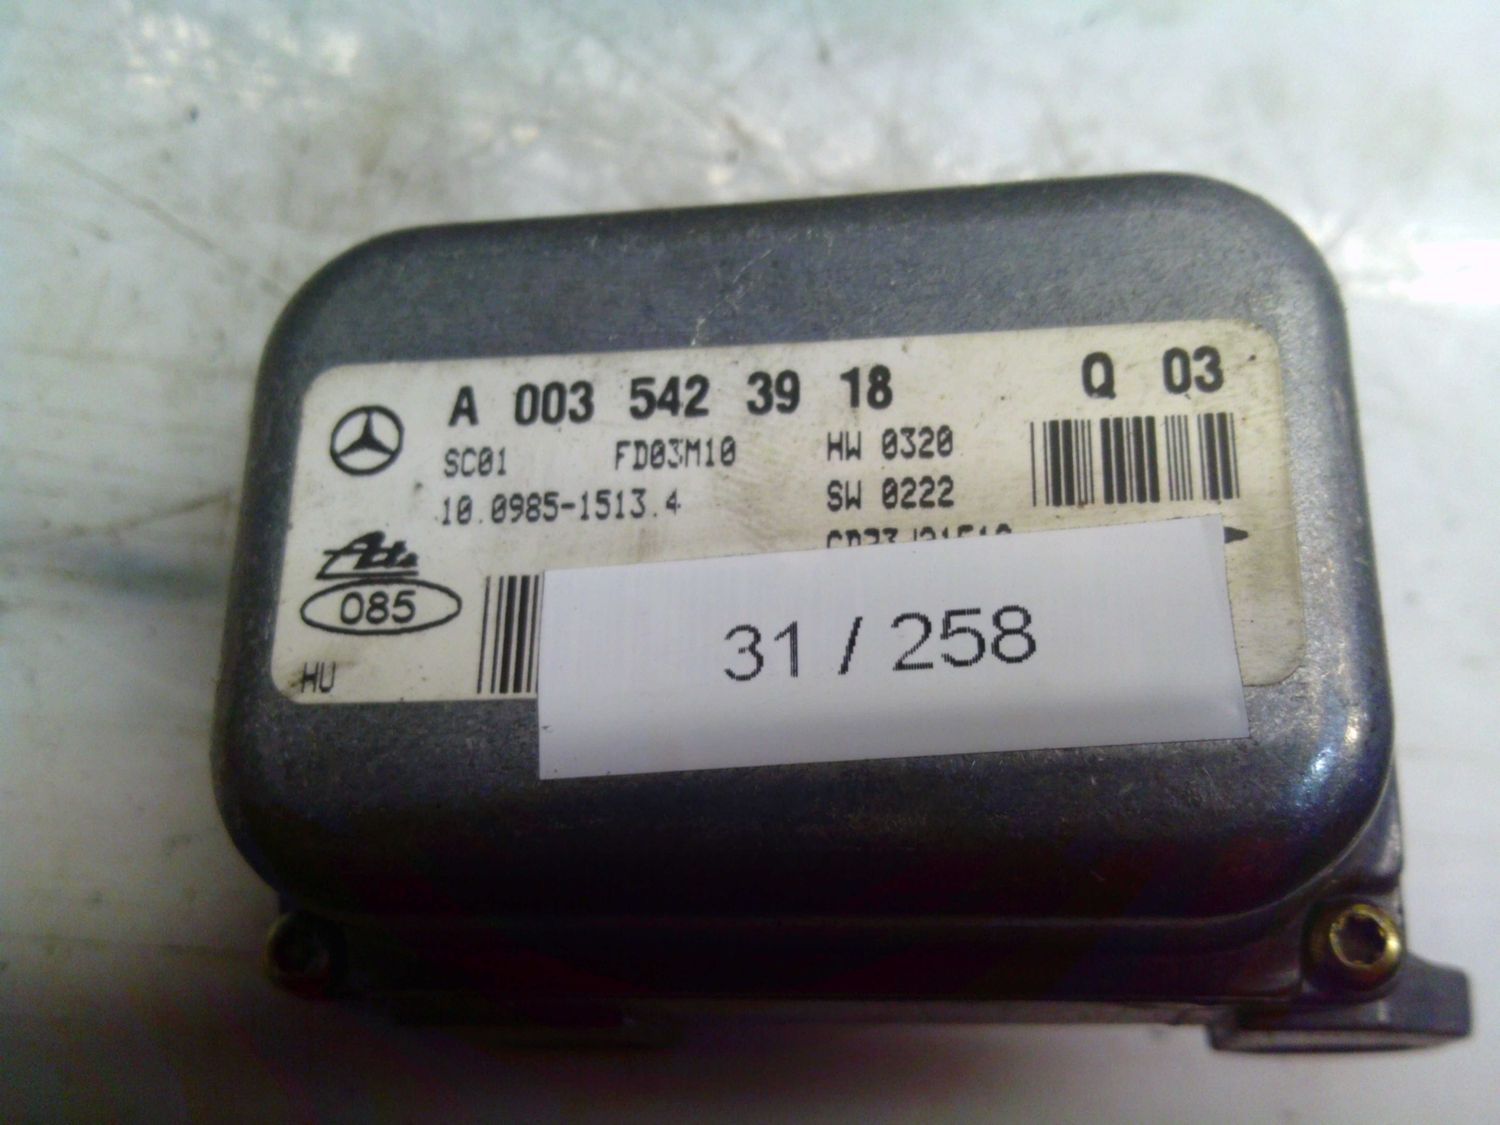 A 003 542 39 18 Q 03
SC01 FD03M10 HW 0320
10.0985-1513.4 SW 0222
Ate
085
HU
31 / 258